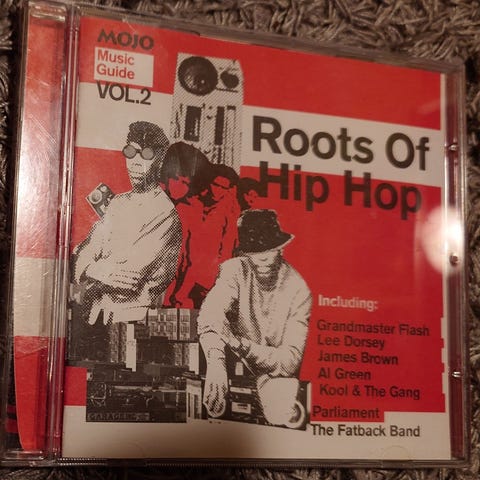 MOJO
Music
Guide
VOL.2
Roots Of
Hip Hop
Including:
Grandmaster Flash
Lee Dorsey
James Brown
Al Green
Kool & The Gang
Parliament
The Fatback Band